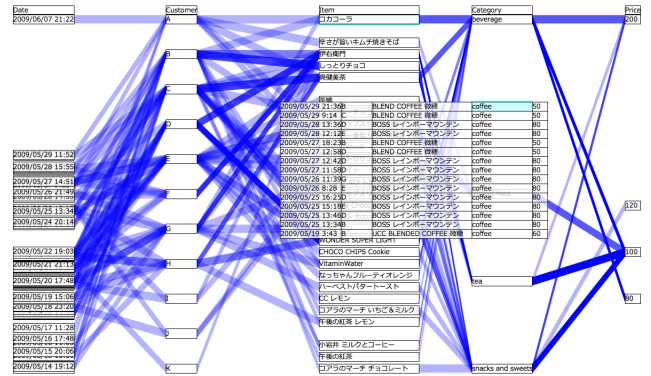 Date Customer Item Category Price
2009/06/07 21:22 A コカコーラ beverage 200
辛さが旨いキムチ焼きそば
B 伊右衛門
しっとりチョコ
C 爽健美茶
2009/05/29 21:36 B BLEND COFFEE 微糖 coffee 50
2009/05/29 9:14 C BLEND COFFEE 微糖 coffee 50
2009/05/28 13:36 D BOSS レインボーマウンテン coffee 80
2009/05/28 12:12 E BOSS レインボーマウンテン coffee 80
2009/05/27 18:23 B BLEND COFFEE 微糖 coffee 50
2009/05/27 12:58 D BLEND COFFEE 微糖 coffee 50
2009/05/27 12:42 D BOSS レインボーマウンテン coffee 80
2009/05/27 11:58 D BOSS レインボーマウンテン coffee 80
2009/05/26 11:39 G BOSS レインボーマウンテン coffee 80
2009/05/26 8:28 E BOSS レインボーマウンテン coffee 80
2009/05/25 16:25 D BOSS レインボーマウンテン coffee 80
2009/05/25 15:18 E BOSS レインボーマウンテン coffee 80
2009/05/25 13:46 D BOSS レインボーマウンテン coffee 80
2009/05/25 13:34 B BOSS レインボーマウンテン coffee 80
2009/05/19 3:43 B UCC BLENDED COFFEE 微糖 coffee 60
D
2009/05/29 11:52 E
2009/05/28 15:55
2009/05/27 14:51
2009/05/26 21:49 F
2009/05/25 13:34 120
2009/05/24 20:14 G
WONDER SUPER LIGHT
2009/05/22 19:03 CHOCO CHIPS Cookie 100
2009/05/21 21:13 H VitaminWater
2009/05/20 17:48 なっちゃんフルーティオレンジ tea
ハーベストバタートースト
2009/05/19 15:06 I CC レモン 80
2009/05/18 23:20 コアラのマーチ いちご&ミルク
午後の紅茶 レモン
2009/05/17 11:28 J
2009/05/16 17:48 小岩井 ミルクとコーヒー
2009/05/15 20:06 午後の紅茶
2009/05/14 19:12 K コアラのマーチ チョコレート snacks and sweets